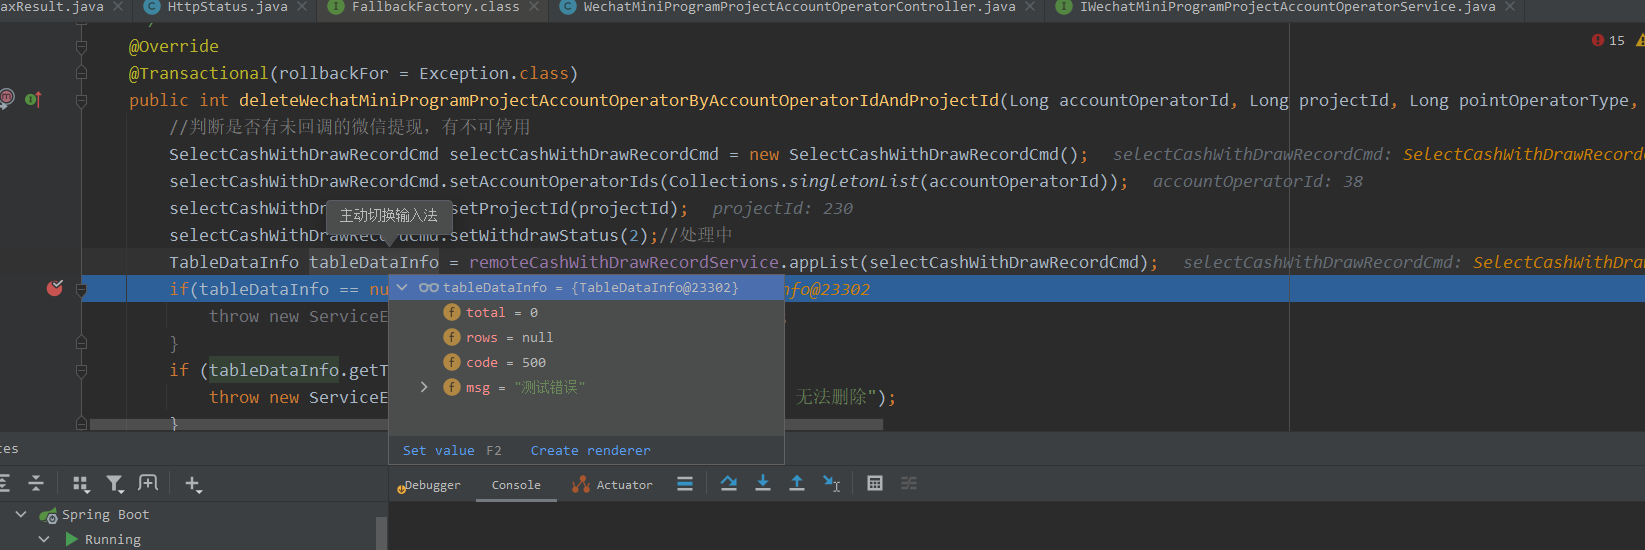 axResult.java HttpStatus.java FallbackFactory.class WechatMiniProgramProjectAccountOperatorController.java IWechatMiniProgramProjectAccountOperatorService.java
@Override
15
@Transactional(rollbackFor = Exception.class)
public int deleteWechatMiniProgramProjectAccountOperatorByAccountOperatorIdAndProjectId(Long accountOperatorId, Long projectId, Long pointOperatorType,
//判断是否有未回调的微信提现，有不可停用
SelectCashWithDrawRecordCmd selectCashWithDrawRecordCmd = new SelectCashWithDrawRecordCmd(); selectCashWithDrawRecordCmd: SelectCashWithDrawRecord
selectCashWithDrawRecordCmd.setAccountOperatorIds(Collections.singletonList(accountOperatorId)); accountOperatorId: 38
selectCashWithD setProjectId(projectId); projectId: 230
主动切换输入法
selectCashWithDrawRe dCmd.setWithdrawStatus(2);//处理中
TableDataInfo tableDataInfo = remoteCashWithDrawRecordService.appList(selectCashWithDrawRecordCmd); selectCashWithDrawRecordCmd: SelectCashWithDraw
if(tableDataInfo == nu nfo@23302
tableDataInfo = {TableDataInfo@23302}
throw new ServiceE ;
total = 0
rows = null
}
code = 500
if (tableDataInfo.getT
msg = "测试错误"
throw new ServiceE 无法删除");
}
Set value F2 Create renderer
ces
Debugger Console Actuator
Spring Boot
Running